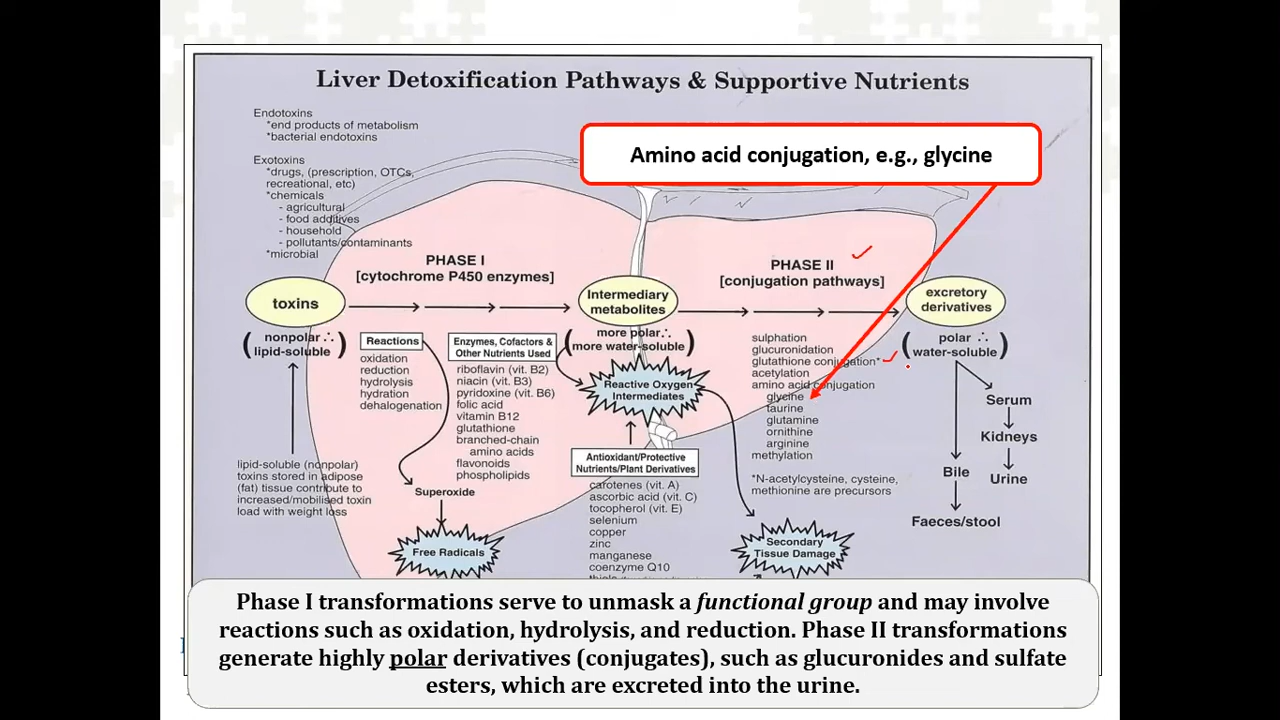 Liver Detoxification Pathways & Supportive Nutrients
Endotoxins
*end products of metabolism
*bacterial endotoxins
Exotoxins
*drugs, (prescription, OTCs,
recreational, etc)
*chemicals
- agricultural
- food additives
- household
- pollutants/contaminants
*microbial
Amino acid conjugation, e.g., glycine
PHASE I
[cytochrome P450 enzymes]
PHASE II
[conjugation pathways]
toxins
Intermediary
metabolites
excretory
derivatives
(nonpolar ∴
lipid-soluble)
(more polar ∴
more water-soluble)
(polar ∴
water-soluble)
Reactions
oxidation
reduction
hydrolysis
hydration
dehalogenation
Enzymes, Cofactors &
Other Nutrients Used
riboflavin (vit. B2)
niacin (vit. B3)
pyridoxine (vit. B6)
folic acid
vitamin B12
glutathione
branched-chain
amino acids
flavonoids
phospholipids
Reactive Oxygen
Intermediates
sulphation
glucuronidation
glutathione conjugation*
acetylation
amino acid conjugation
glycine
taurine
glutamine
ornithine
arginine
methylation
*N-acetylcysteine, cysteine,
methionine are precursors
Serum
Kidneys
Urine
Bile
Faeces/stool
lipid-soluble (nonpolar)
toxins stored in adipose
(fat) tissue contribute to
increased/mobilised toxin
load with weight loss
Superoxide
Free Radicals
Antioxidant/Protective
Nutrients/Plant Derivatives
carotenes (vit. A)
ascorbic acid (vit. C)
tocopherol (vit. E)
selenium
copper
zinc
manganese
coenzyme Q10
Secondary
Tissue Damage
Phase I transformations serve to unmask a functional group and may involve
reactions such as oxidation, hydrolysis, and reduction. Phase II transformations
generate highly polar derivatives (conjugates), such as glucuronides and sulfate
esters, which are excreted into the urine.